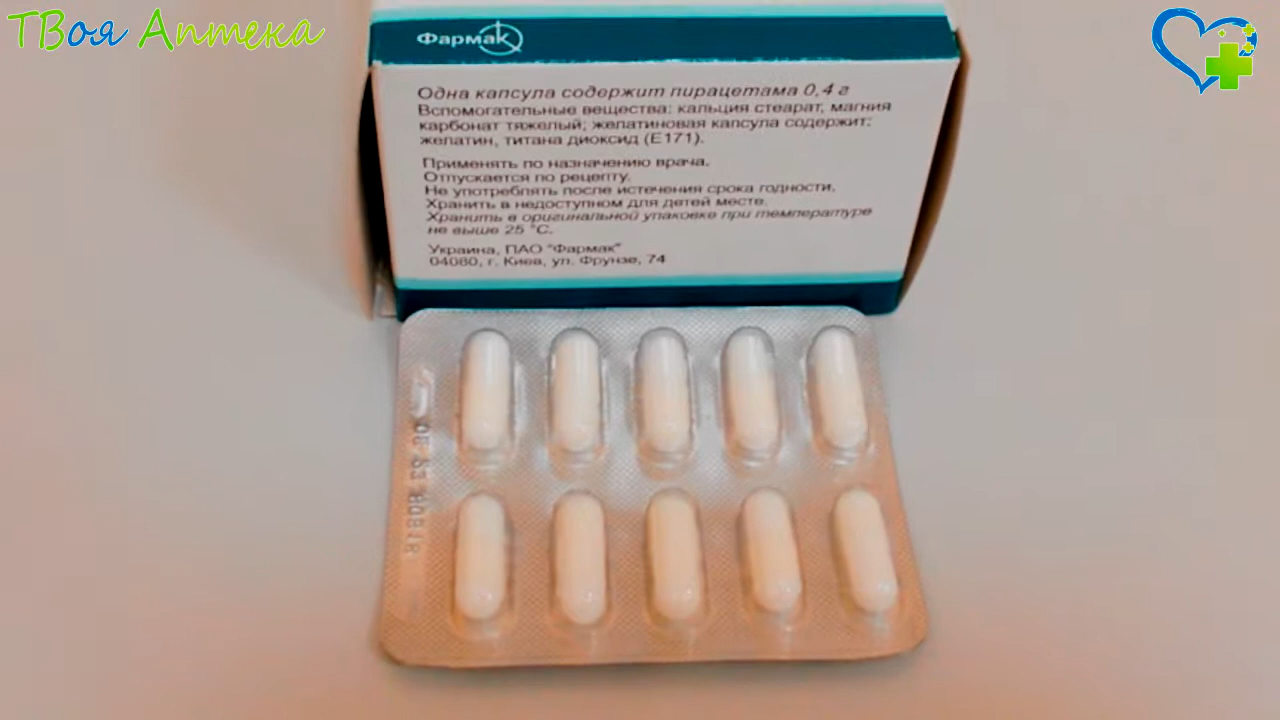 ТВоя Аптека
Фармак
Одна капсула содержит пирацетама 0,4 г
Вспомогательные вещества: кальция стеарат, магния
карбонат тяжелый; желатиновая капсула содержит:
желатин, титана диоксид (E171).
Применять по назначению врача.
Отпускается по рецепту.
Не употреблять после истечения срока годности.
Хранить в недоступном для детей месте.
Хранить в оригинальной упаковке при температуре
не выше 25 °C.
Украина, ПАО "Фармак"
04080, г. Киев, ул. Фрунзе, 74